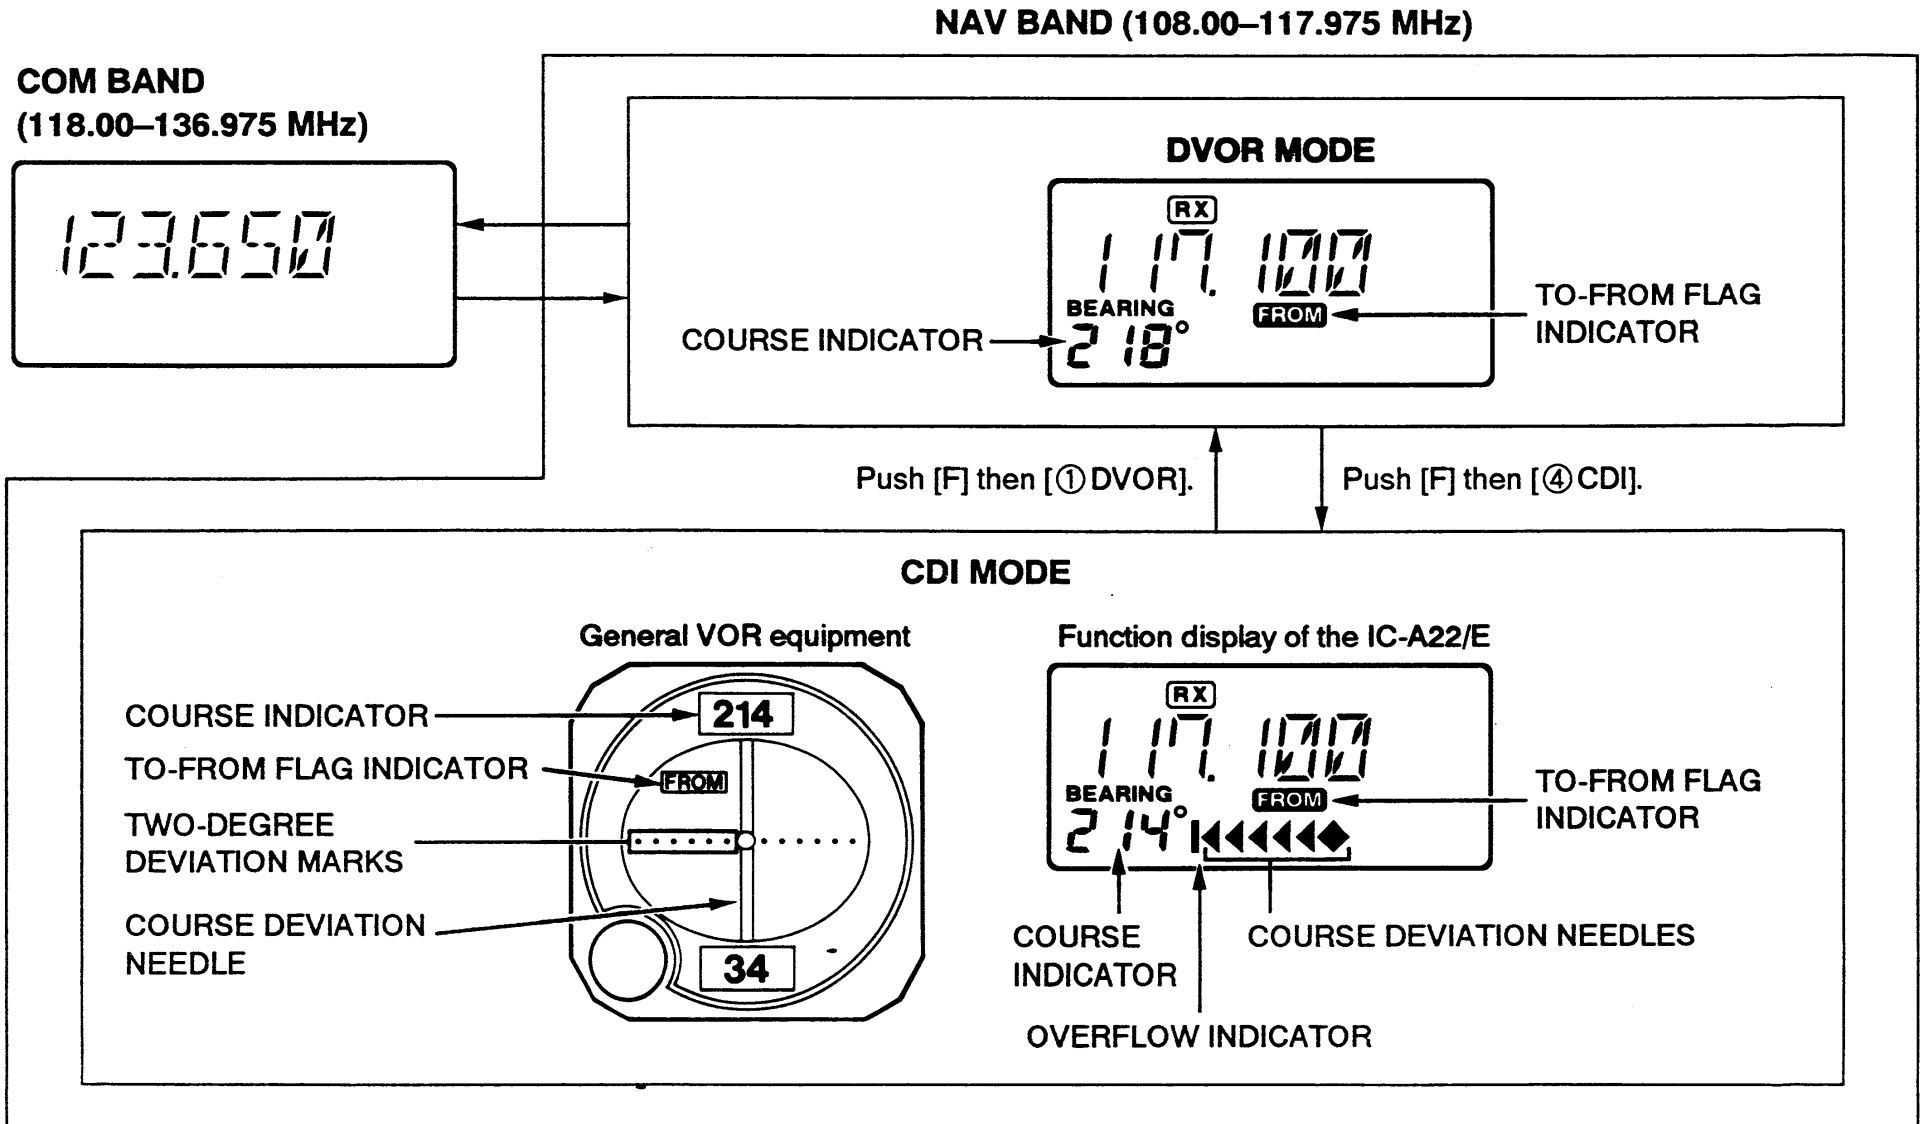 NAV BAND (108.00–117.975 MHz)
COM BAND
(118.00–136.975 MHz)
123.650
DVOR MODE
RX
117.100
BEARING
218°
FROM
COURSE INDICATOR
TO-FROM FLAG
INDICATOR
Push [F] then [① DVOR].
Push [F] then [④ CDI].
CDI MODE
General VOR equipment
COURSE INDICATOR
TO-FROM FLAG INDICATOR
TWO-DEGREE
DEVIATION MARKS
COURSE DEVIATION
NEEDLE
214
FROM
34
Function display of the IC-A22/E
RX
117.100
BEARING
214°
FROM
TO-FROM FLAG
INDICATOR
COURSE
INDICATOR
COURSE DEVIATION NEEDLES
OVERFLOW INDICATOR